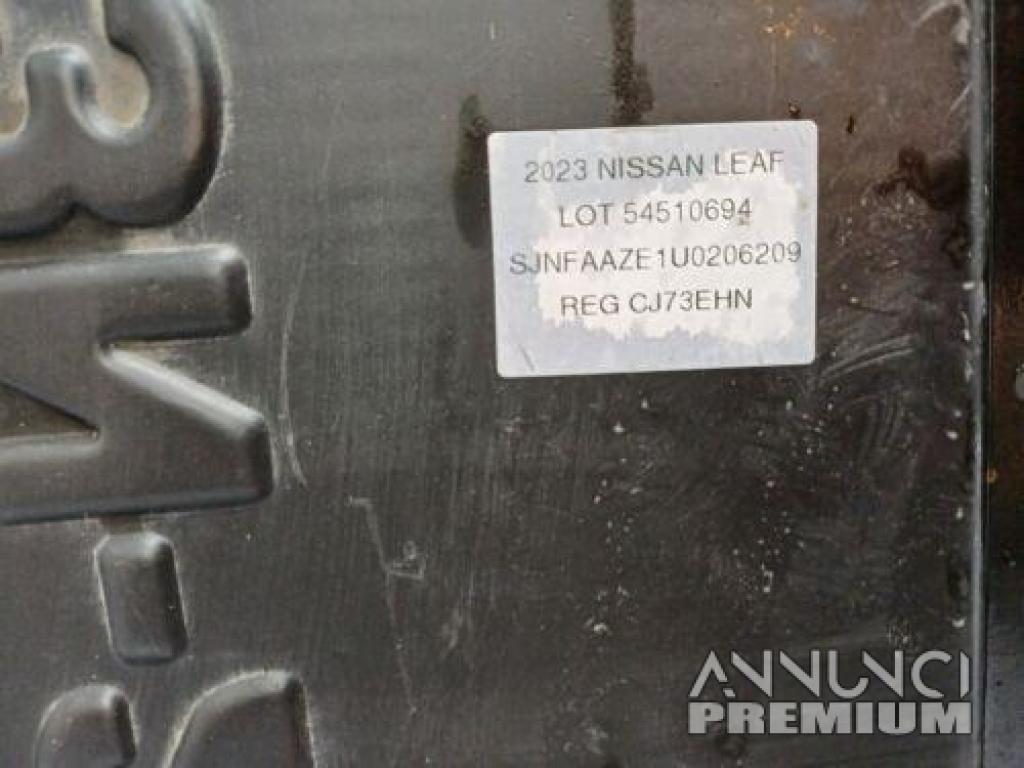 2023 NISSAN LEAF
LOT 54510694
SJNFAAZE1U0206209
REG CJ73EHN
ANNUNCI
PREMIUM